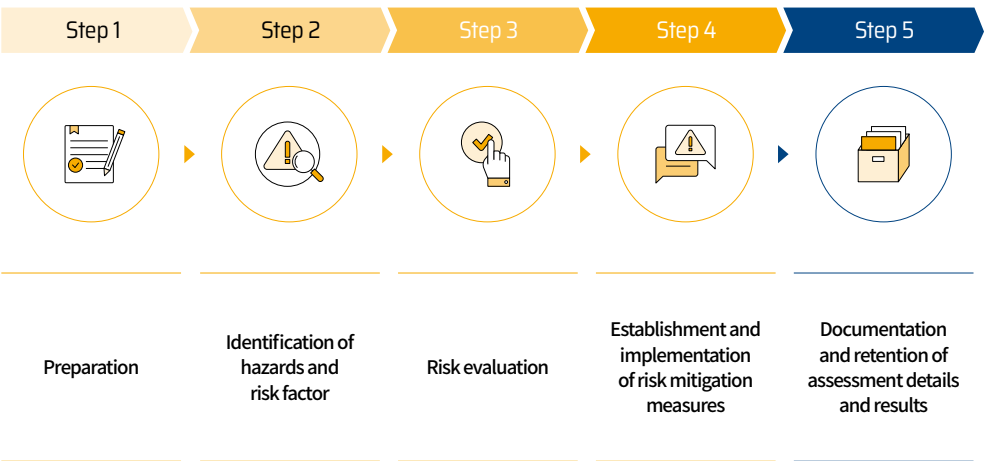 Step 1
Step 2
Step 3
Step 4
Step 5
Preparation
Identification of
hazards and
risk factor
Risk evaluation
Establishment and
implementation
of risk mitigation
measures
Documentation
and retention of
assessment details
and results